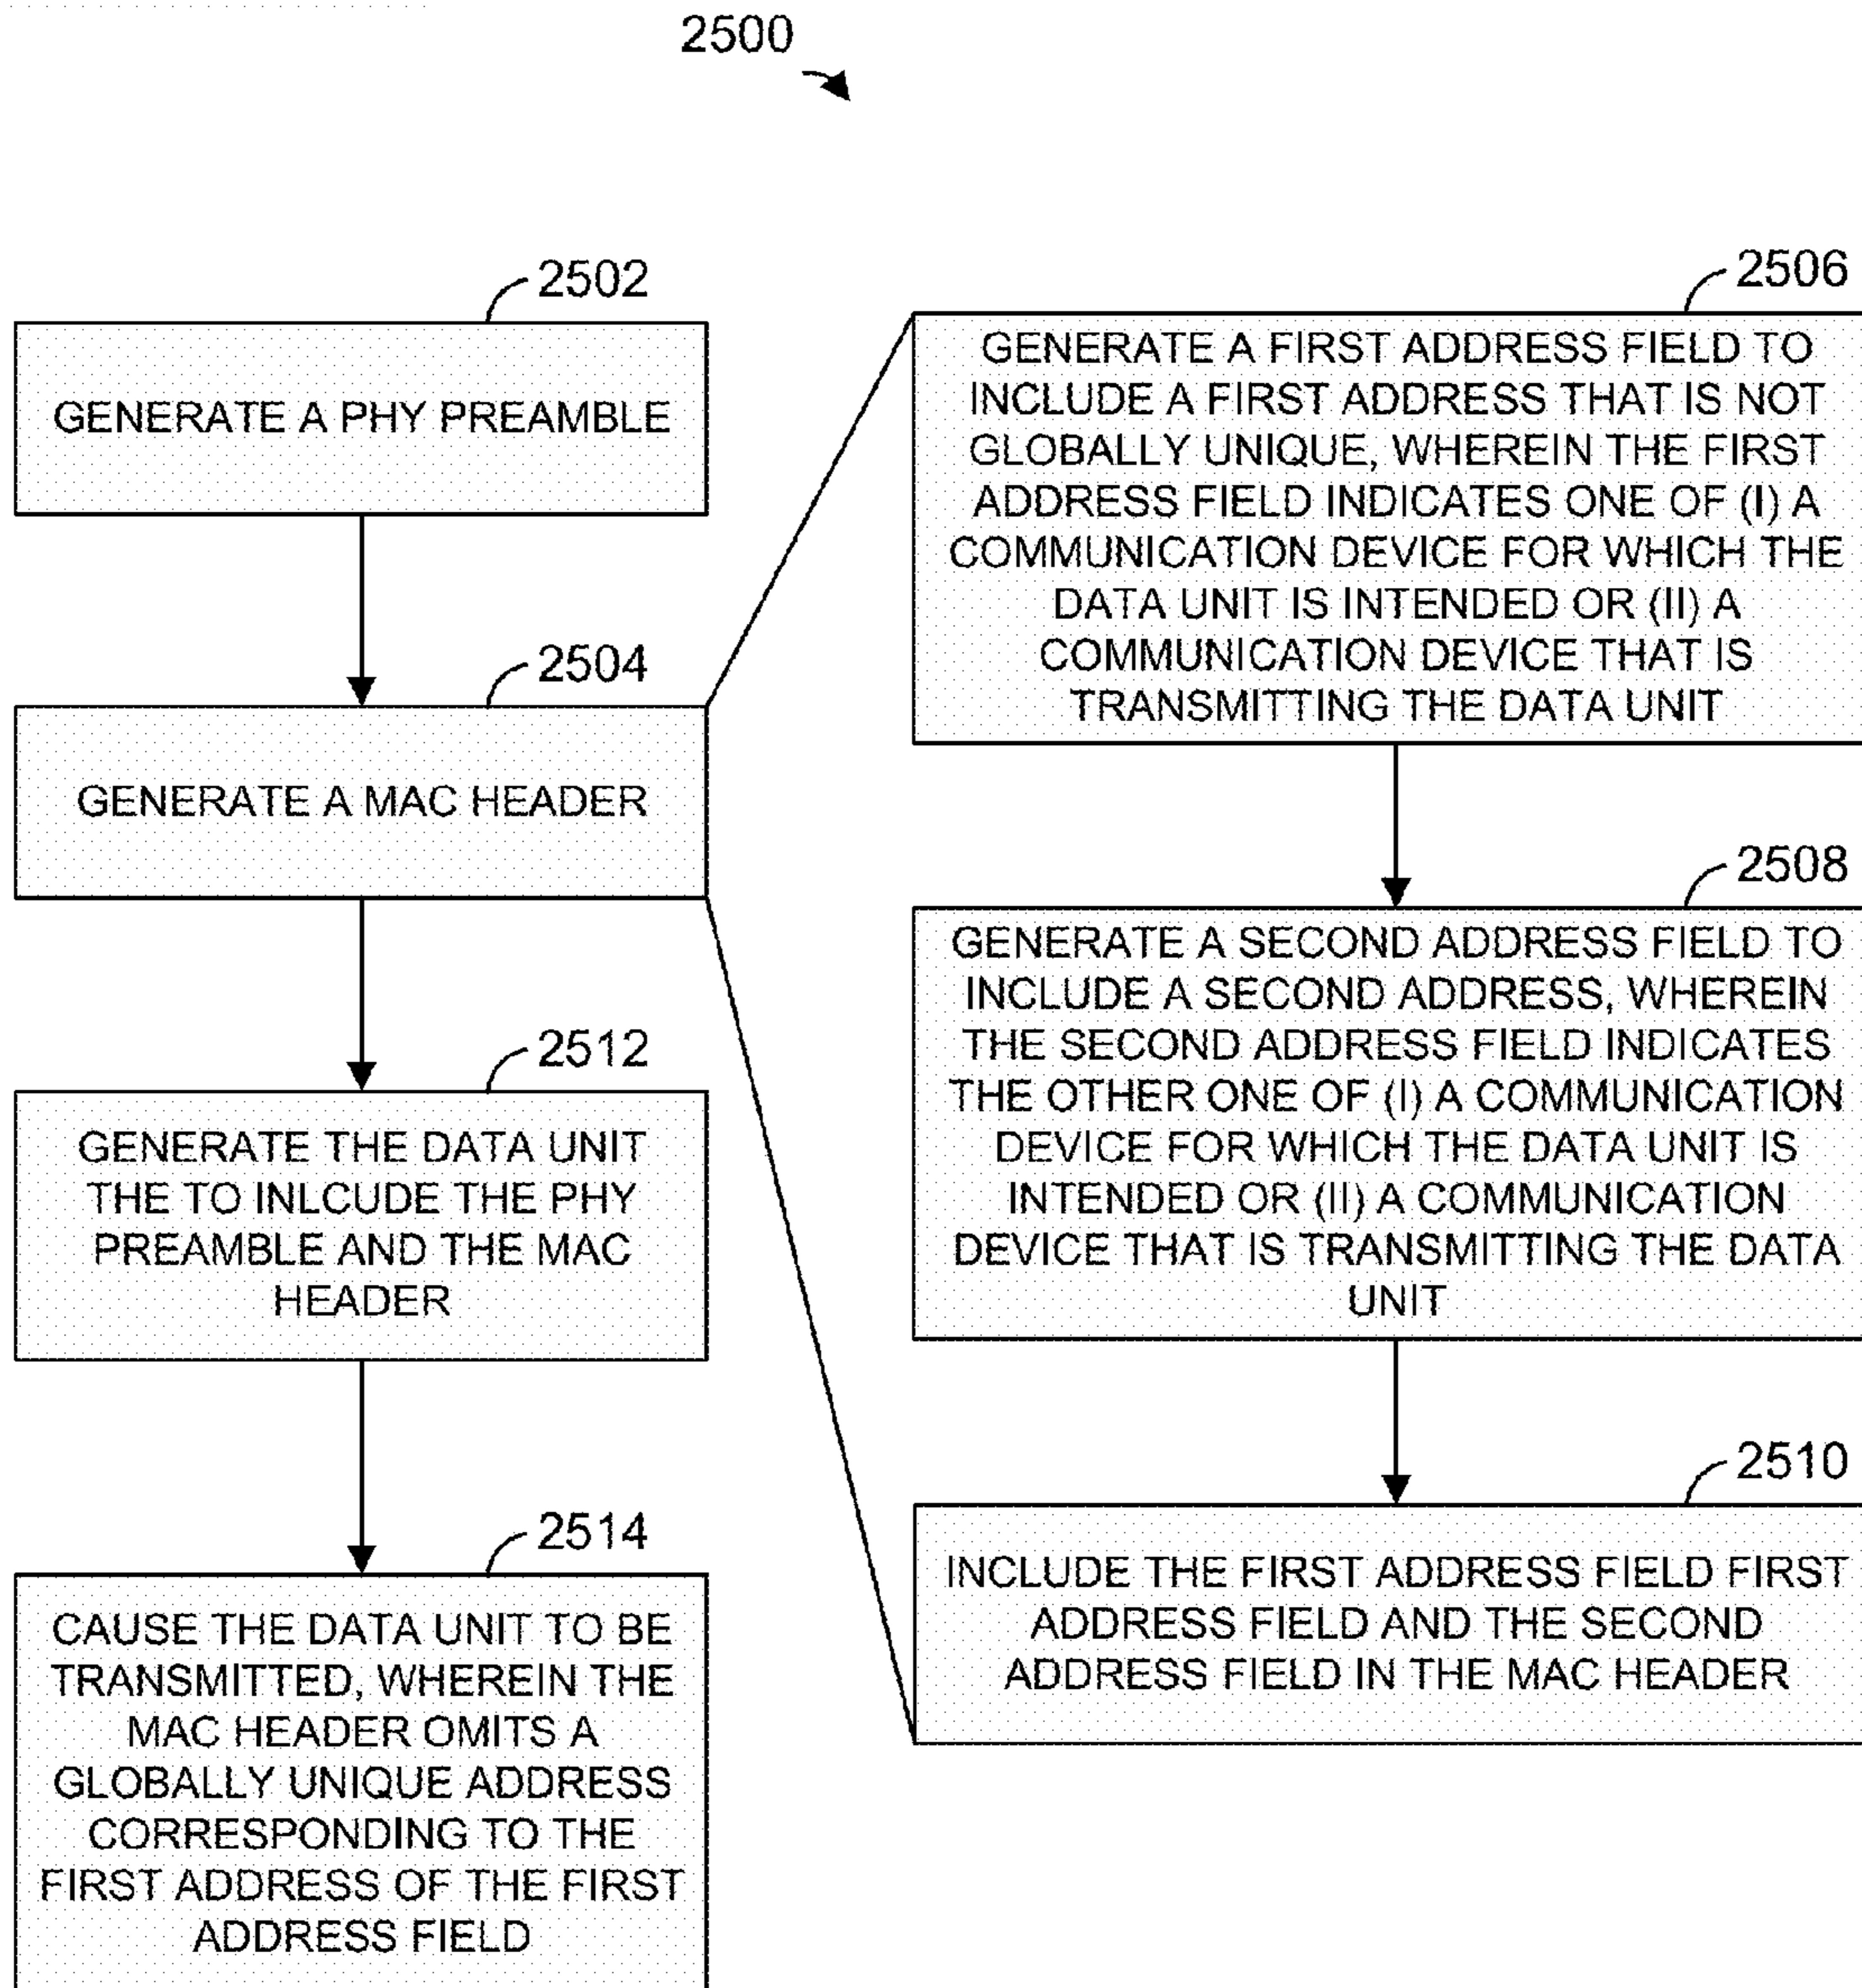 2500
2502
GENERATE A PHY PREAMBLE
2504
GENERATE A MAC HEADER
2506
GENERATE A FIRST ADDRESS FIELD TO
INCLUDE A FIRST ADDRESS THAT IS NOT
GLOBALLY UNIQUE, WHEREIN THE FIRST
ADDRESS FIELD INDICATES ONE OF (I) A
COMMUNICATION DEVICE FOR WHICH THE
DATA UNIT IS INTENDED OR (II) A
COMMUNICATION DEVICE THAT IS
TRANSMITTING THE DATA UNIT
2508
GENERATE A SECOND ADDRESS FIELD TO
INCLUDE A SECOND ADDRESS, WHEREIN
THE SECOND ADDRESS FIELD INDICATES
THE OTHER ONE OF (I) A COMMUNICATION
DEVICE FOR WHICH THE DATA UNIT IS
INTENDED OR (II) A COMMUNICATION
DEVICE THAT IS TRANSMITTING THE DATA
UNIT
2510
INCLUDE THE FIRST ADDRESS FIELD FIRST
ADDRESS FIELD AND THE SECOND
ADDRESS FIELD IN THE MAC HEADER
2512
GENERATE THE DATA UNIT
THE TO INLCUDE THE PHY
PREAMBLE AND THE MAC
HEADER
2514
CAUSE THE DATA UNIT TO BE
TRANSMITTED, WHEREIN THE
MAC HEADER OMITS A
GLOBALLY UNIQUE ADDRESS
CORRESPONDING TO THE
FIRST ADDRESS OF THE FIRST
ADDRESS FIELD